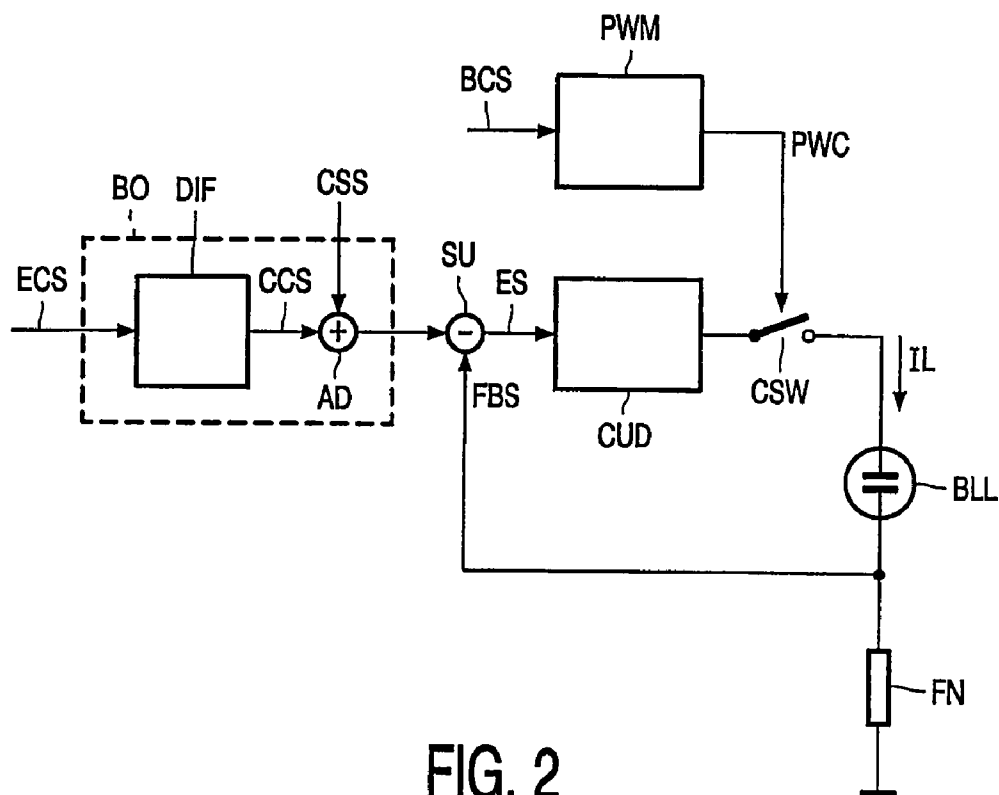 PWM
BCS
PWC
BO
DIF
CSS
SU
ECS
CCS
ES
IL
AD
FBS
CUD
CSW
BLL
FN
FIG. 2